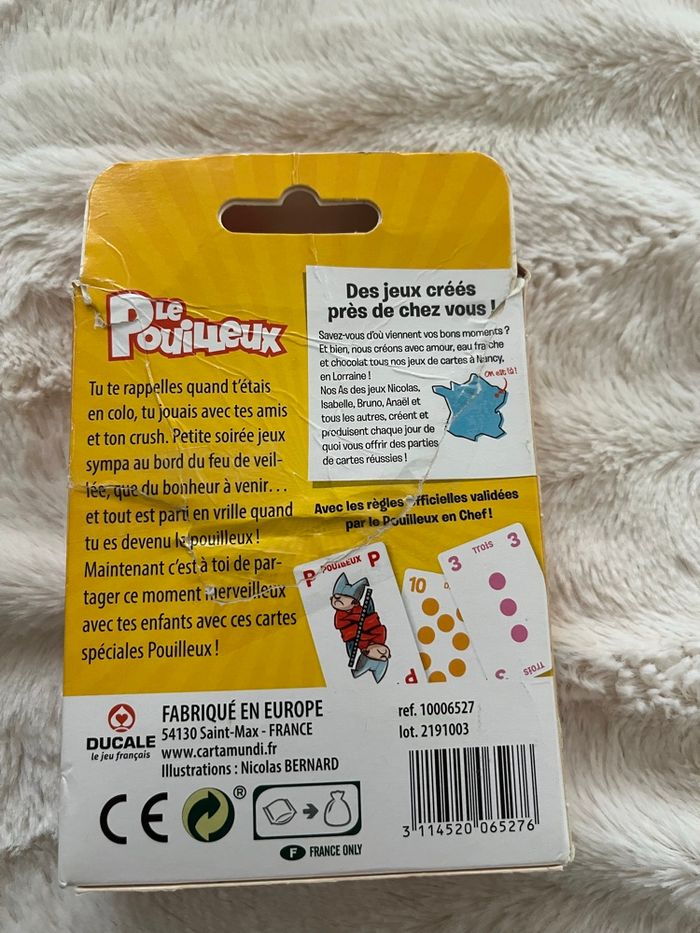 Le
Pouilleux
Tu te rappelles quand t'étais
en colo, tu jouais avec tes amis
et ton crush. Petite soirée jeux
sympa au bord du feu de veil-
lée, que du bonheur à venir...
et tout est parti en vrille quand
tu es devenu le pouilleux !
Maintenant c'est à toi de par-
tager ce moment merveilleux
avec tes enfants avec ces cartes
spéciales Pouilleux !
Des jeux créés
près de chez vous !
Savez-vous d'où viennent vos bons moments ?
Et bien, nous créons avec amour, eau fraîche
et chocolat tous nos jeux de cartes à Nancy,
en Lorraine !
Nos As des jeux Nicolas,
Isabelle, Bruno, Anaël et
tous les autres, créent et
produisent chaque jour de
quoi vous offrir des parties
de cartes réussies !
On est là !
Avec les règles officielles validées
par le Pouilleux en Chef !
P POUILLEUX P
P
10 D
3 TROIS 3
3 TROIS
DUCALE
le jeu français
FABRIQUÉ EN EUROPE
54130 Saint-Max - FRANCE
www.cartamundi.fr
Illustrations : Nicolas BERNARD
ref. 10006527
lot. 2191003
CE
®
F FRANCE ONLY
3 114520 065276